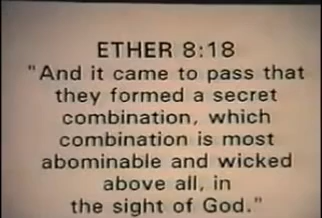 ETHER 8:18
"And it came to pass that
they formed a secret
combination, which
combination is most
abominable and wicked
above all, in
the sight of God."